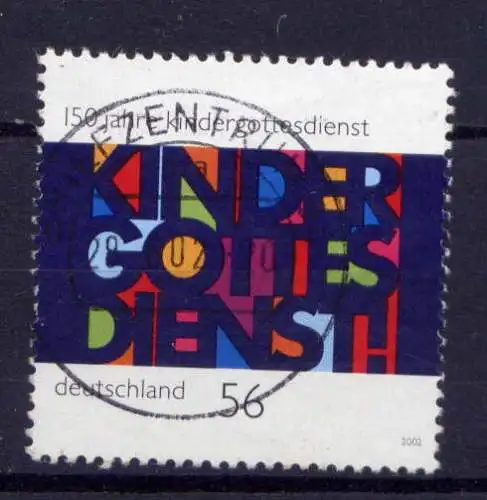 150 jahre kindergottesdienst
KINDER
GOTTES
DIENST
deutschland 56
2002